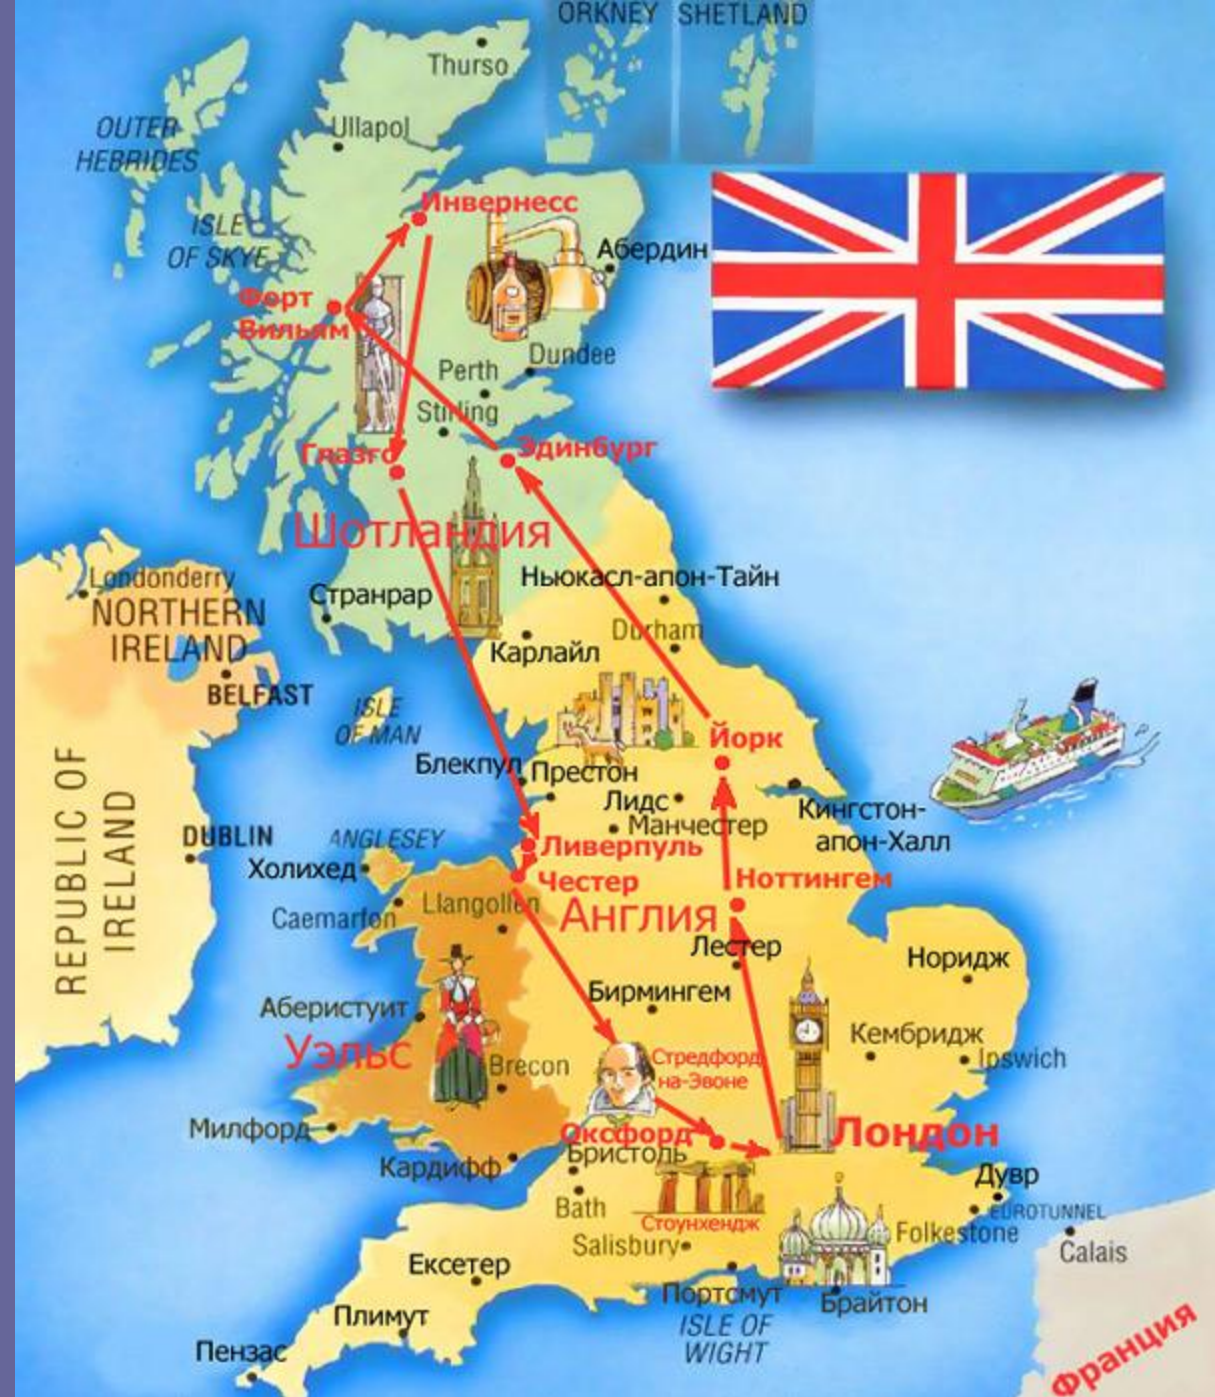 ORKNEY
SHETLAND
Thurso
OUTER
HEBRIDES
Ullapol
Инвернесс
ISLE
OF SKYE
Абердин
Форт
Вильям
Dundee
Perth
Stirling
Глазго
Эдинбург
Шотландия
Londonderry
NORTHERN
IRELAND
Странрар
Ньюкасл-апон-Тайн
Durham
Карлайл
BELFAST
ISLE
OF MAN
Йорк
Блекпул
Престон
Лидс
Манчестер
Кингстон-
апон-Халл
REPUBLIC OF
IRELAND
DUBLIN
ANGLESEY
Холихед
Ливерпуль
Честер
Ноттингем
Caemarfon
Llangollen
Англия
Лестер
Норидж
Бирмингем
Аберистуит
Уэльс
Кембридж
Ipswich
Brecon
Стредфорд
на-Эвоне
Милфорд
Оксфорд
Лондон
Бристоль
Кардифф
Дувр
Bath
Стоунхендж
EUROTUNNEL
Folkestone
Salisbury
Calais
Ексетер
Портсмут
Брайтон
Плимут
ISLE OF
WIGHT
Пензас
Франция